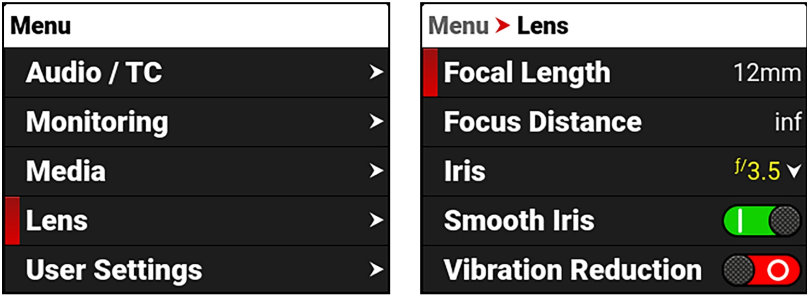 Menu
Audio / TC
Monitoring
Media
Lens
User Settings
Menu ➤ Lens
Focal Length 12mm
Focus Distance inf
Iris ƒ/3.5
Smooth Iris
Vibration Reduction